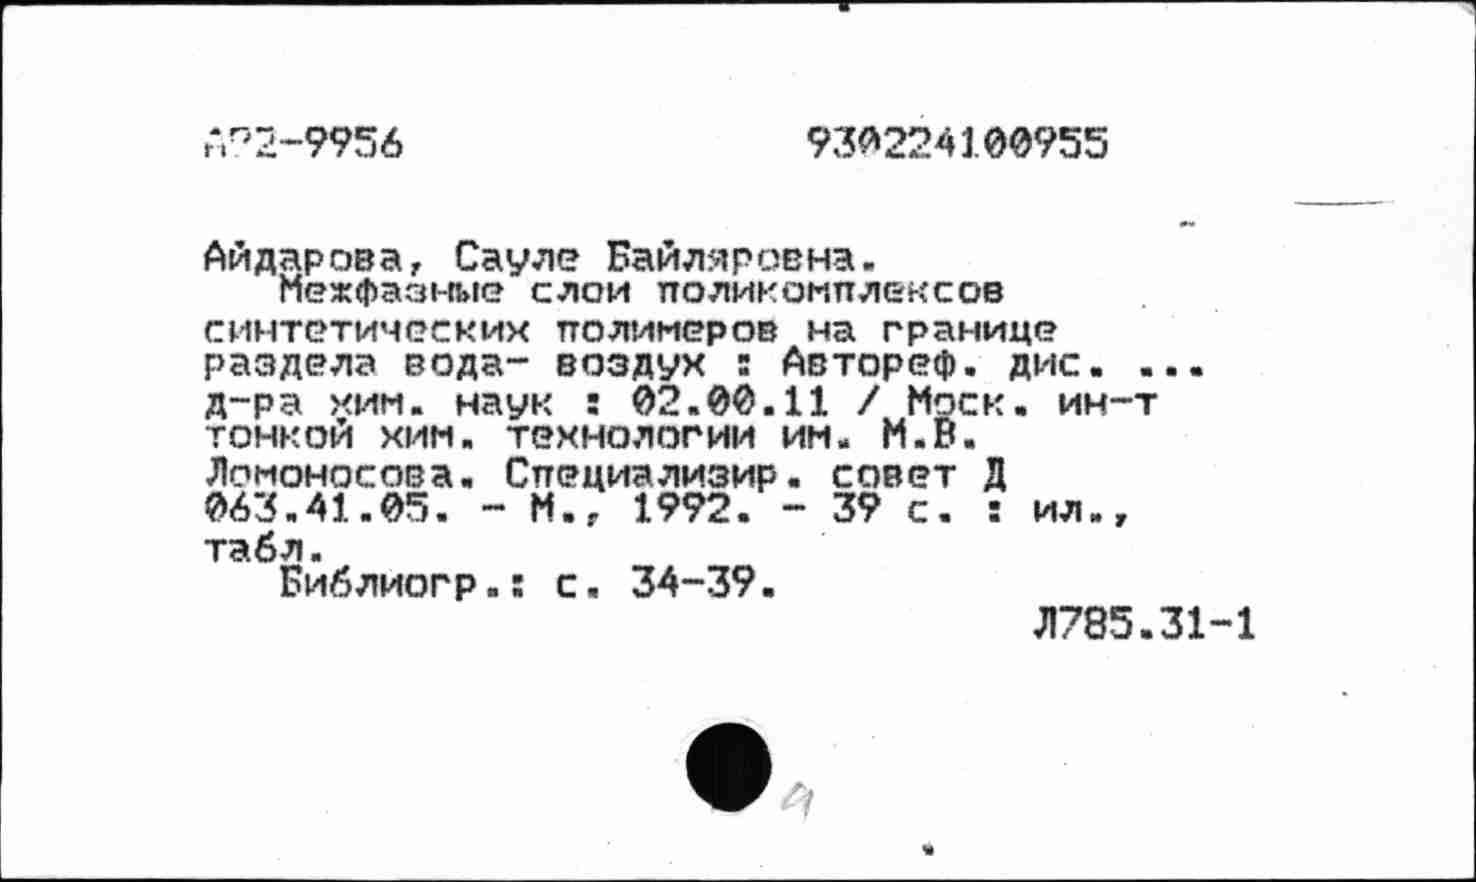 А92-9956 930224100955
Айдарова, Сауле Байляровна.
Межфазные слои поликомплексов
синтетических полимеров на границе
раздела вода- воздух : Автореф. дис. ...
д-ра хим. наук : 02.00.11 / Моск. ин-т
тонкой хим. технологии им. М.В.
Ломоносова. Специализир. совет Д
063.41.05. - М., 1992. - 39 с. : ил.,
табл.
Библиогр.: с. 34-39.
Л785.31-1